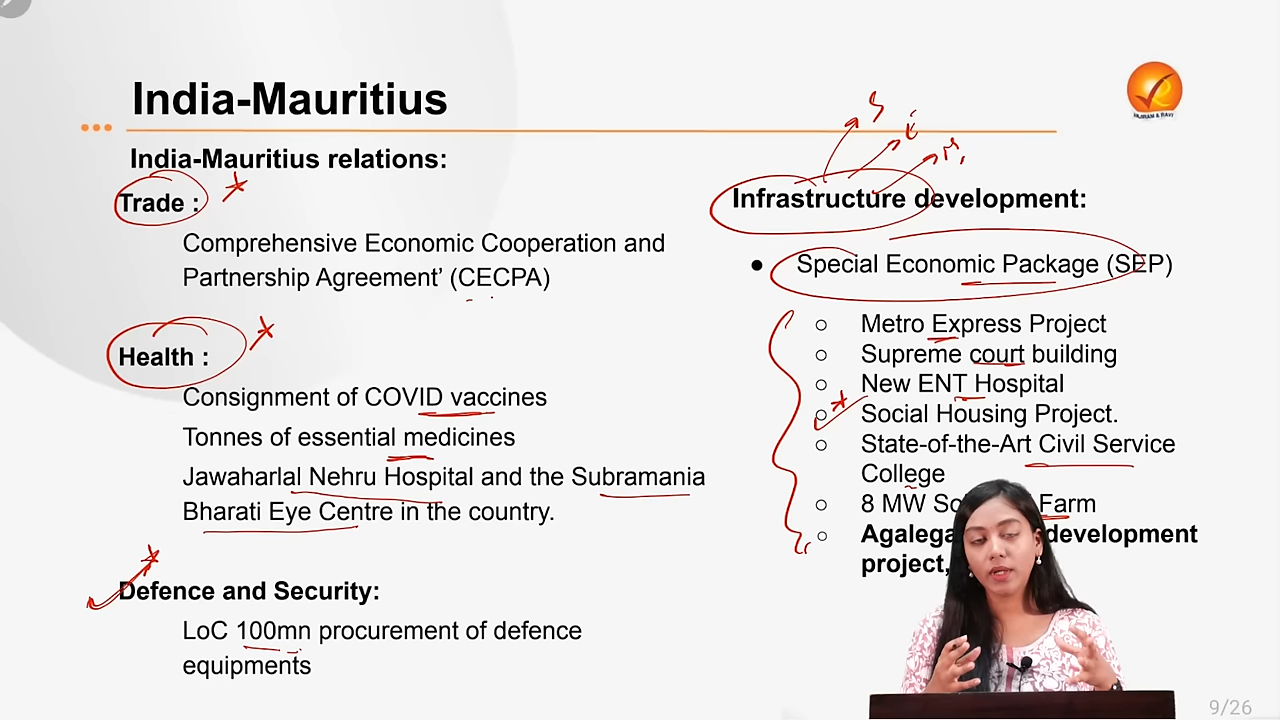 India-Mauritius
India-Mauritius relations:
Trade :
Comprehensive Economic Cooperation and
Partnership Agreement’ (CECPA)
Health :
Consignment of COVID vaccines
Tonnes of essential medicines
Jawaharlal Nehru Hospital and the Subramania
Bharati Eye Centre in the country.
Defence and Security:
LoC 100mn procurement of defence
equipments
VAJIRAM & RAVI
S
E
M
Infrastructure development:
Special Economic Package (SEP)
Metro Express Project
Supreme court building
New ENT Hospital
Social Housing Project.
State-of-the-Art Civil Service
College
8 MW Farm
development
project,
9/26